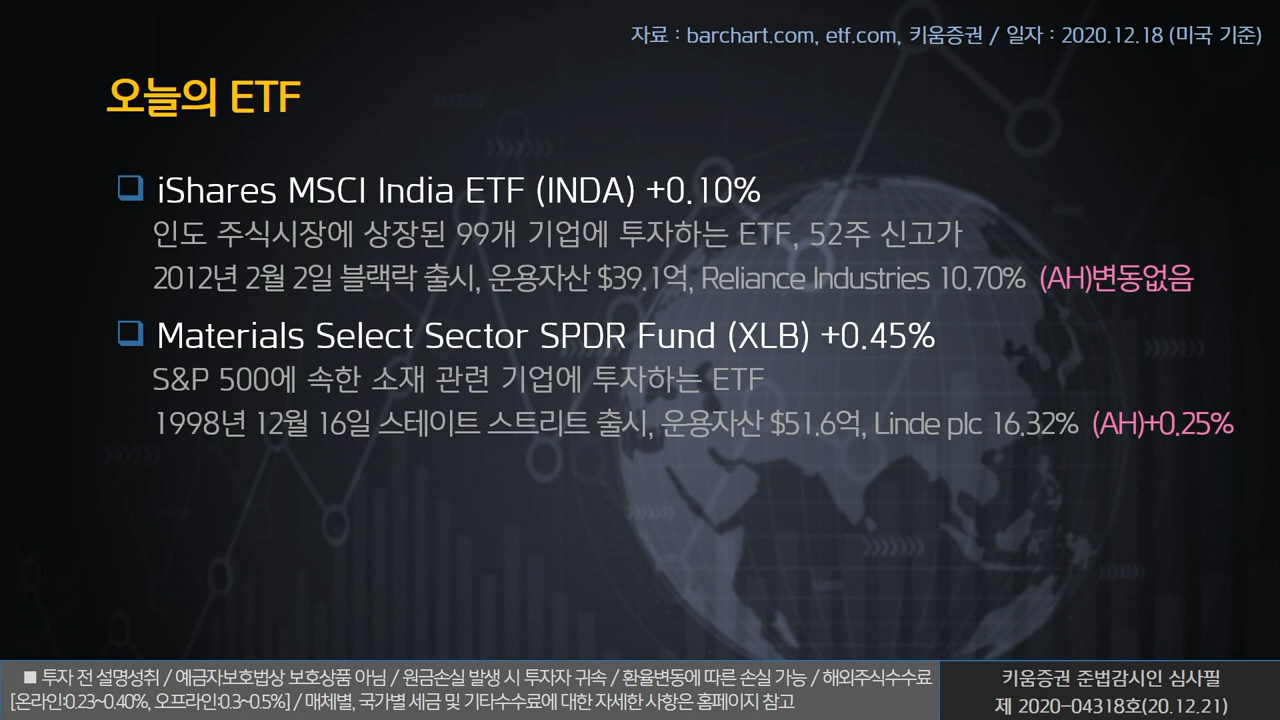 자료 : barchart.com, etf.com, 키움증권 / 일자 : 2020.12.18 (미국 기준)
오늘의 ETF
❑ iShares MSCI India ETF (INDA) +0.10%
인도 주식시장에 상장된 99개 기업에 투자하는 ETF, 52주 신고가
2012년 2월 2일 블랙락 출시, 운용자산 $39.1억, Reliance Industries 10.70% (AH)변동없음
❑ Materials Select Sector SPDR Fund (XLB) +0.45%
S&P 500에 속한 소재 관련 기업에 투자하는 ETF
1998년 12월 16일 스테이트 스트리트 출시, 운용자산 $51.6억, Linde plc 16.32% (AH)+0.25%
■ 투자 전 설명성취 / 예금자보호법상 보호상품 아님 / 원금손실 발생 시 투자자 귀속 / 환율변동에 따른 손실 가능 / 해외주식수수료
[온라인:0.23~0.40%, 오프라인:0.3~0.5%] / 매체별, 국가별 세금 및 기타수수료에 대한 자세한 사항은 홈페이지 참고
키움증권 준법감시인 심사필
제 2020-04318호(20.12.21)